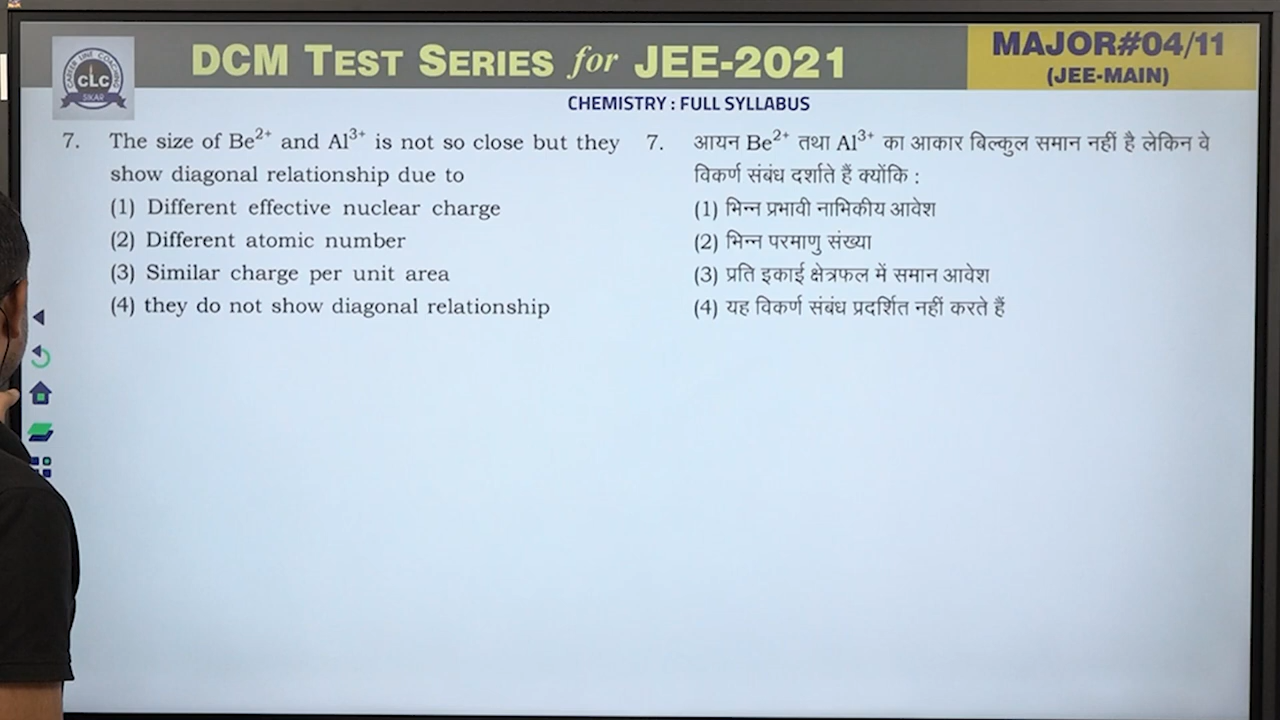 DCM TEST SERIES for JEE-2021
MAJOR#04/11
(JEE-MAIN)
CAREER LINE COACHING
CLC
SIKAR
CHEMISTRY : FULL SYLLABUS
7. The size of Be²⁺ and Al³⁺ is not so close but they
show diagonal relationship due to
(1) Different effective nuclear charge
(2) Different atomic number
(3) Similar charge per unit area
(4) they do not show diagonal relationship
7. आयन Be²⁺ तथा Al³⁺ का आकार बिल्कुल समान नहीं है लेकिन वे
विकर्ण संबंध दर्शाते हैं क्योंकि :
(1) भिन्न प्रभावी नाभिकीय आवेश
(2) भिन्न परमाणु संख्या
(3) प्रति इकाई क्षेत्रफल में समान आवेश
(4) यह विकर्ण संबंध प्रदर्शित नहीं करते हैं